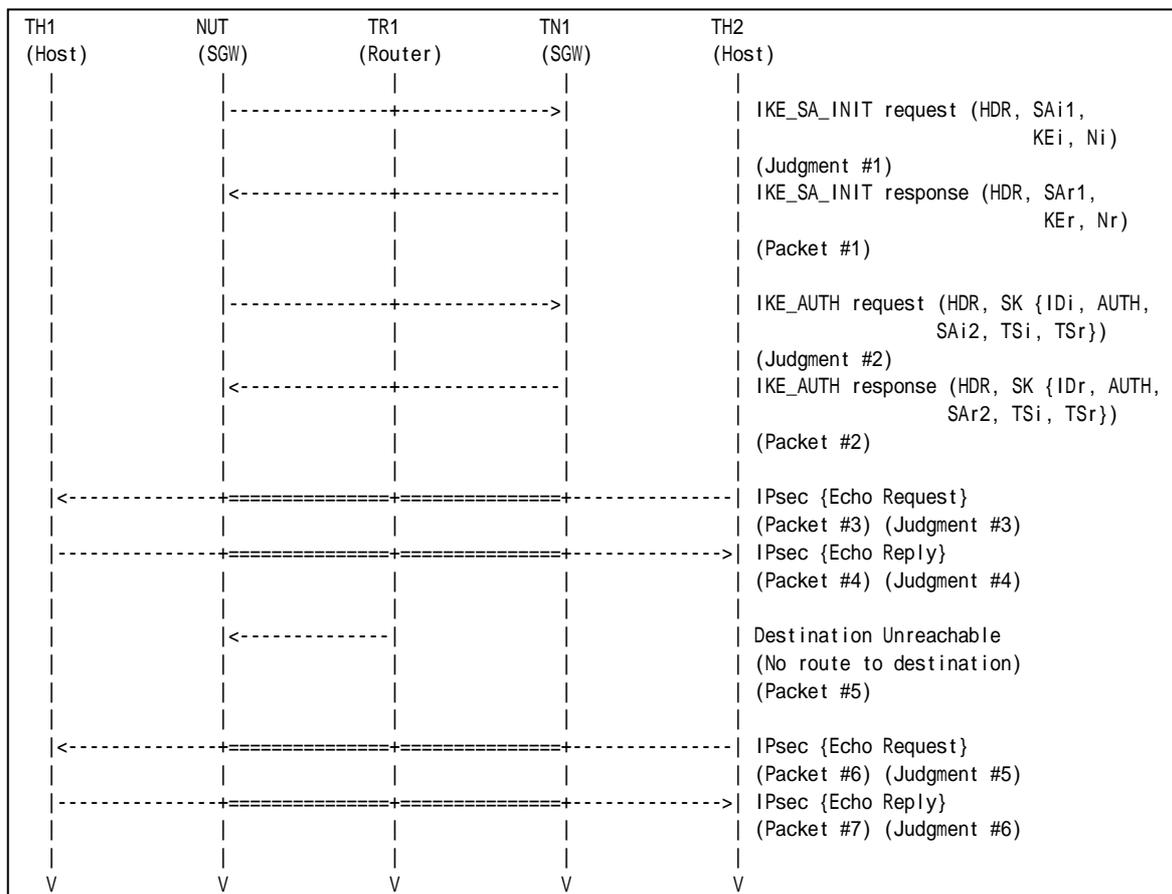 TH1 NUT TR1 TN1 TH2
(Host) (SGW) (Router) (SGW) (Host)
IKE_SA_INIT request (HDR, SAi1,
KEi, Ni)
(Judgment #1)
IKE_SA_INIT response (HDR, SAr1,
KEr, Nr)
(Packet #1)
IKE_AUTH request (HDR, SK {IDi, AUTH,
SAi2, TSi, TSr})
(Judgment #2)
IKE_AUTH response (HDR, SK {IDr, AUTH,
SAr2, TSi, TSr})
(Packet #2)
IPsec {Echo Request}
(Packet #3) (Judgment #3)
IPsec {Echo Reply}
(Packet #4) (Judgment #4)
Destination Unreachable
(No route to destination)
(Packet #5)
IPsec {Echo Request}
(Packet #6) (Judgment #5)
IPsec {Echo Reply}
(Packet #7) (Judgment #6)
V V V V V